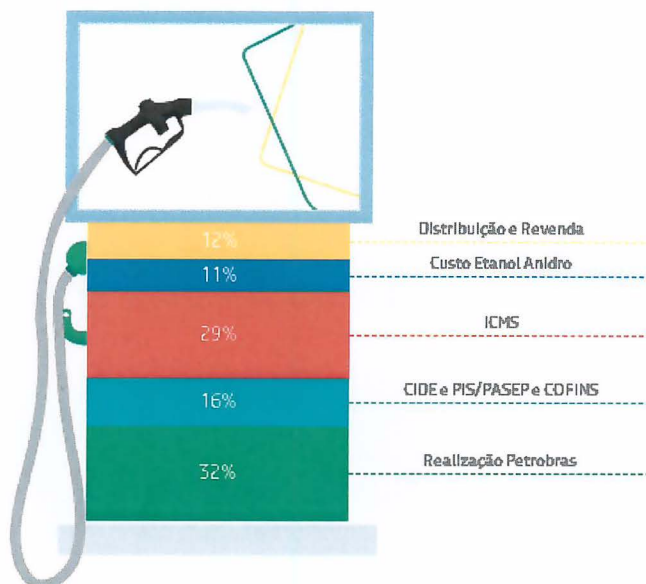 12%
Distribuição e Revenda
11%
Custo Etanol Anidro
29%
ICMS
16%
CIDE e PIS/PASEP e COFINS
32%
Realização Petrobras